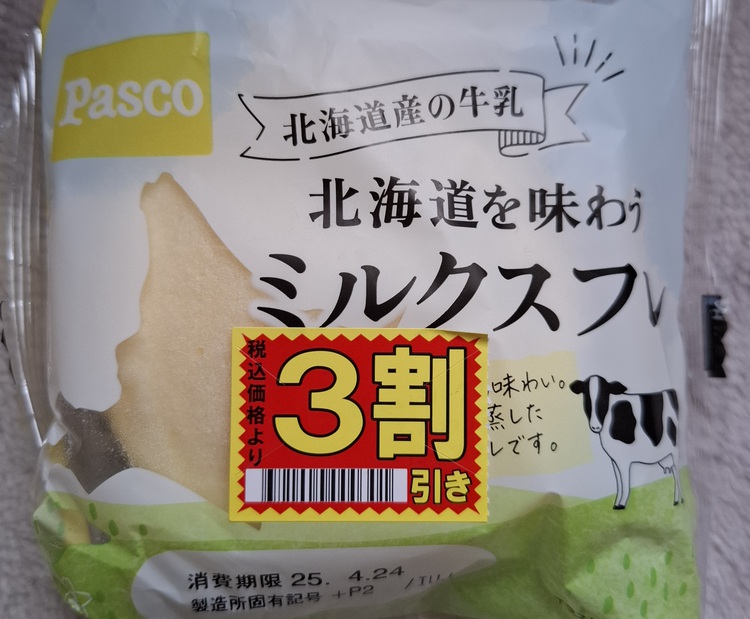 Pasco
北海道産の牛乳
北海道を味わう
ミルクスフレ
味わい。
蒸した
レです。
税込価格より
3割
引き
消費期限 25. 4.24
製造所固有記号 +P2